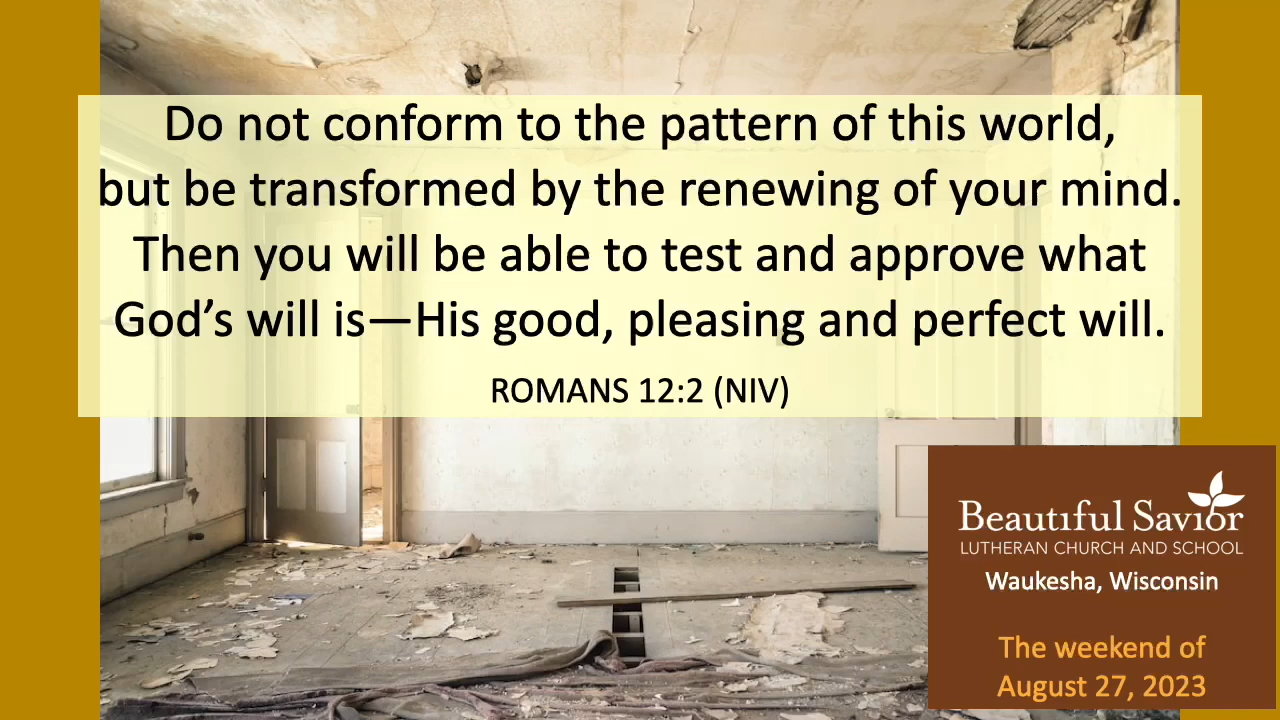 Do not conform to the pattern of this world,
but be transformed by the renewing of your mind.
Then you will be able to test and approve what
God’s will is—His good, pleasing and perfect will.
ROMANS 12:2 (NIV)
Beautiful Savior
LUTHERAN CHURCH AND SCHOOL
Waukesha, Wisconsin
The weekend of
August 27, 2023